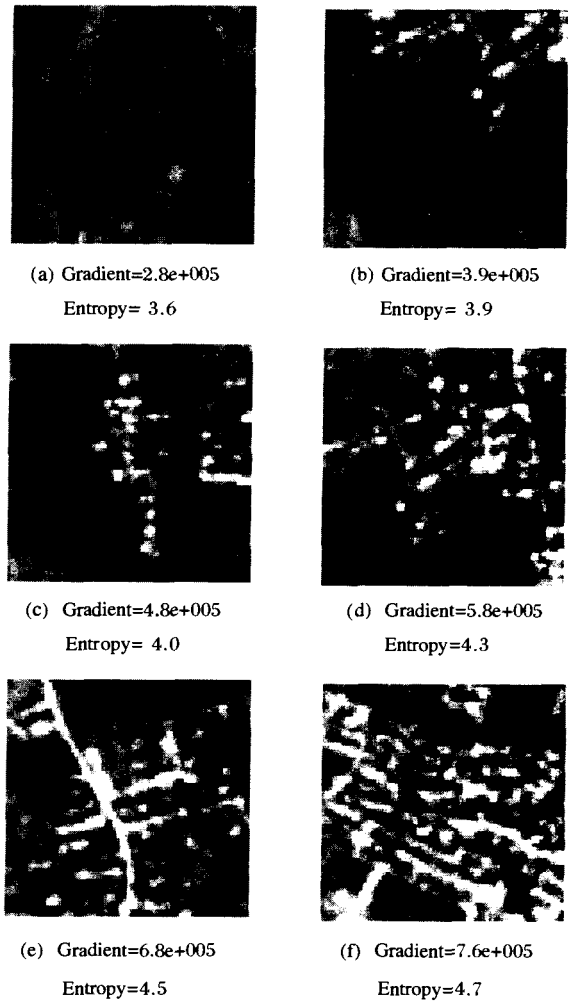 (a) Gradient=2.8e+005
Entropy= 3.6
(b) Gradient=3.9e+005
Entropy= 3.9
(c) Gradient=4.8e+005
Entropy= 4.0
(d) Gradient=5.8e+005
Entropy=4.3
(e) Gradient=6.8e+005
Entropy=4.5
(f) Gradient=7.6e+005
Entropy=4.7